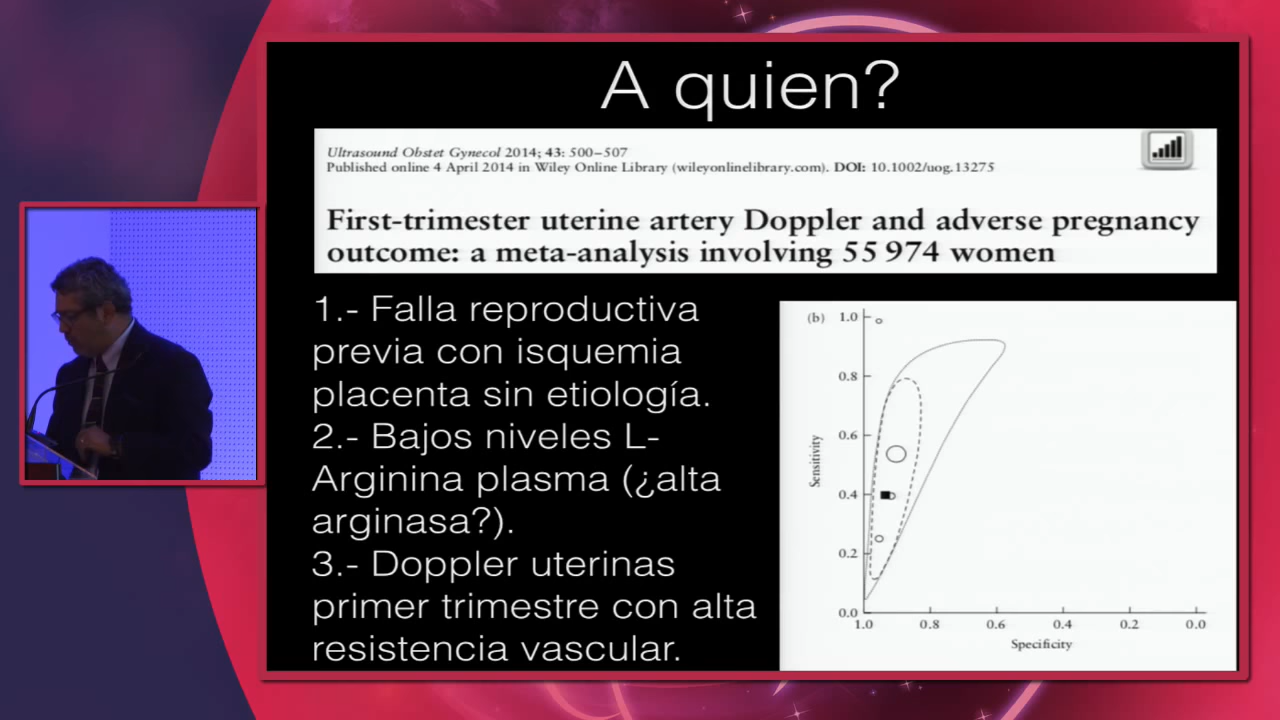 A quien?
Ultrasound Obstet Gynecol 2014; 43: 500–507
Published online 4 April 2014 in Wiley Online Library (wileyonlinelibrary.com). DOI: 10.1002/uog.13275
First-trimester uterine artery Doppler and adverse pregnancy
outcome: a meta-analysis involving 55 974 women
1.- Falla reproductiva
previa con isquemia
placenta sin etiología.
2.- Bajos niveles L-
Arginina plasma (¿alta
arginasa?).
3.- Doppler uterinas
primer trimestre con alta
resistencia vascular.
(b)
1.0
0.8
0.6
0.4
0.2
0.0
Sensitivity
1.0 0.8 0.6 0.4 0.2 0.0
Specificity